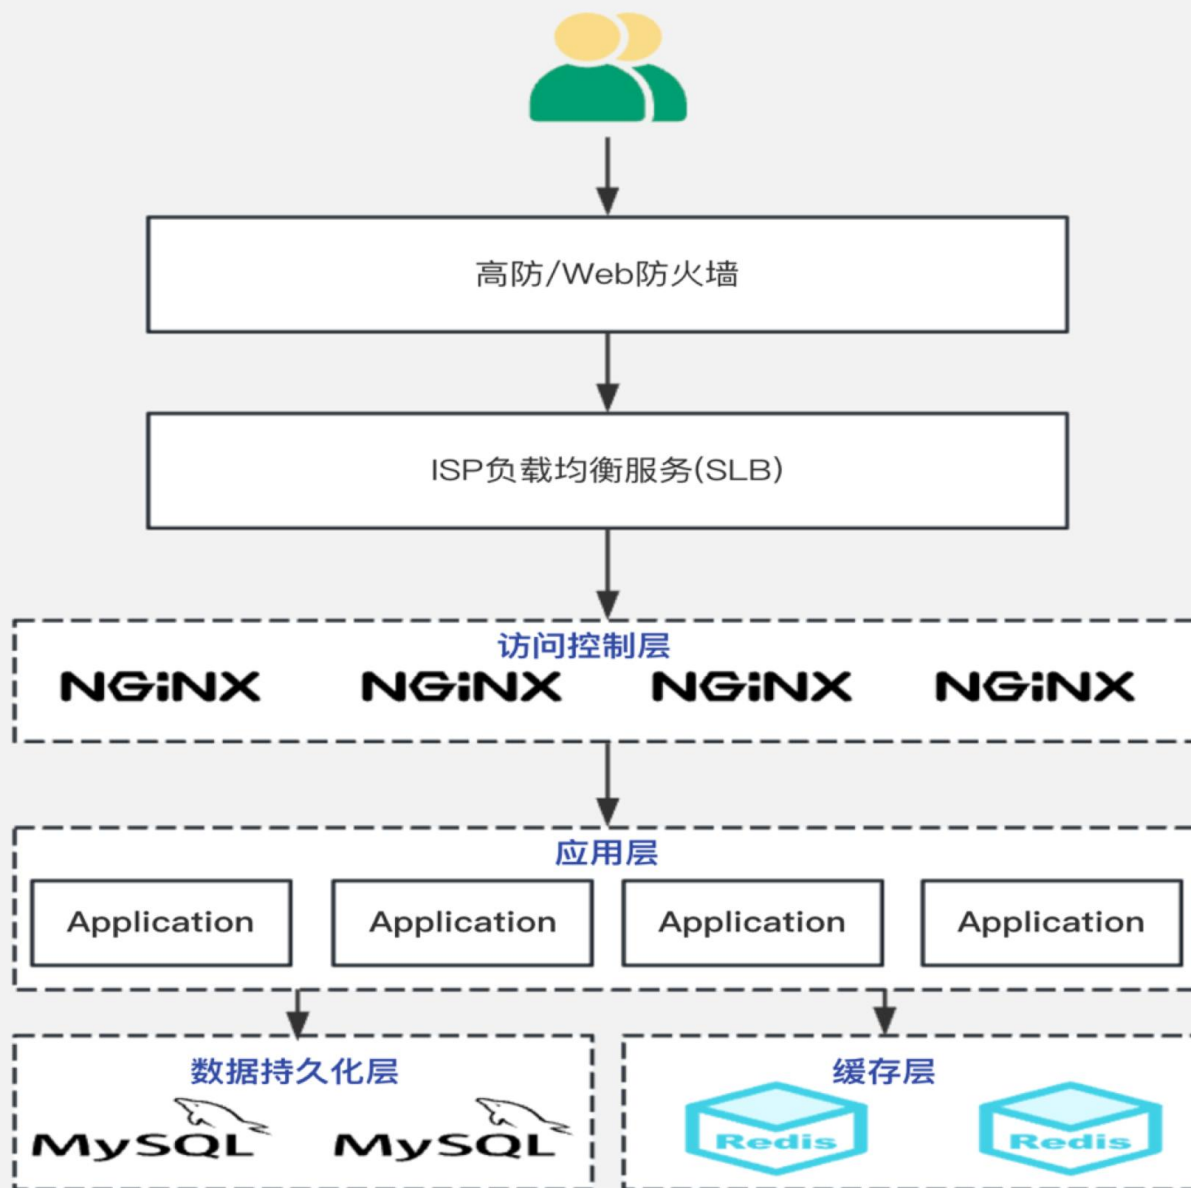 高防/Web防火墙
ISP负载均衡服务(SLB)
访问控制层
NGiNX NGiNX NGiNX NGiNX
应用层
Application Application Application Application
数据持久化层 缓存层
MySQL MySQL Redis Redis